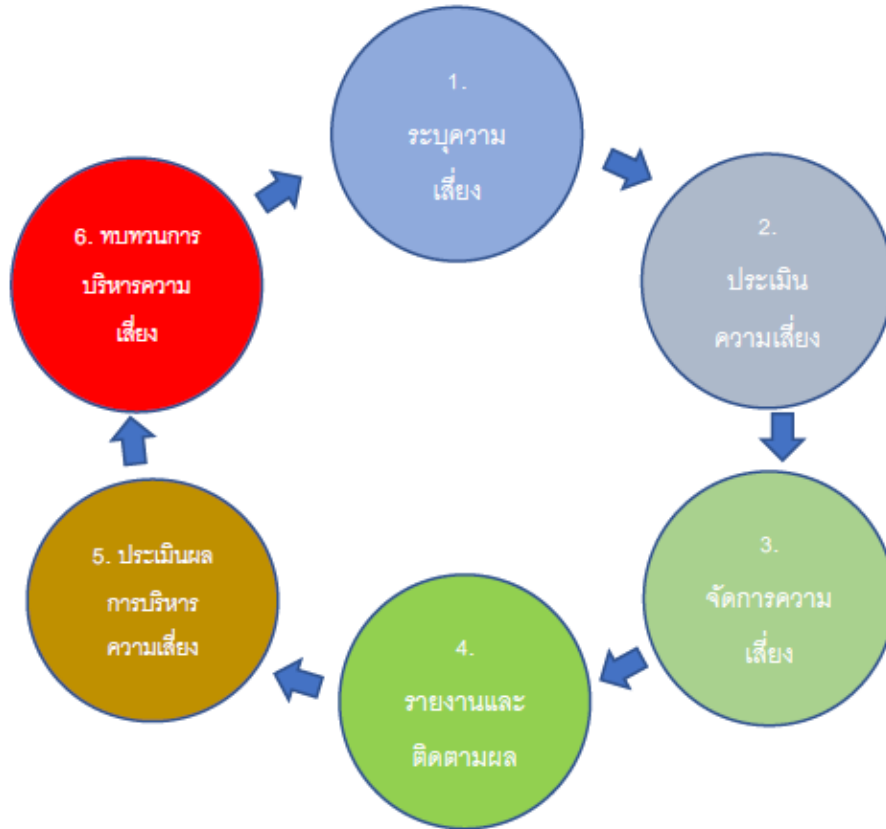 1.
ระบุความ
เสี่ยง
2.
ประเมิน
ความเสี่ยง
3.
จัดการความ
เสี่ยง
4.
รายงานและ
ติดตามผล
5. ประเมินผล
การบริหาร
ความเสี่ยง
6. ทบทวนการ
บริหารความ
เสี่ยง